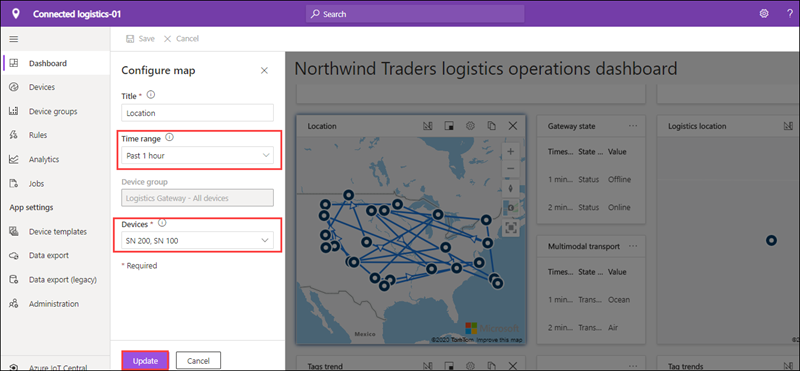 Connected logistics-01
Search
?
Save
Cancel
Dashboard
Devices
Device groups
Rules
Analytics
Jobs
App settings
Device templates
Data export
Data export (legacy)
Administration
Azure IoT Central
Configure map
Title *
Location
Time range
Past 1 hour
Device group
Logistics Gateway - All devices
Devices *
SN 200, SN 100
* Required
Update
Cancel
Northwind Traders logistics operations dashboard
Location
Mexico
Microsoft
©2022 TomTom Improve this map
Gateway state ...
Times... State ... Value
1 min... Status Offline
2 min... Status Online
Multimodal transport ...
Times... State ... Value
1 min... Trans... Ocean
2 min... Trans... Air
Logistics location
Tags trend
...
Tag trends